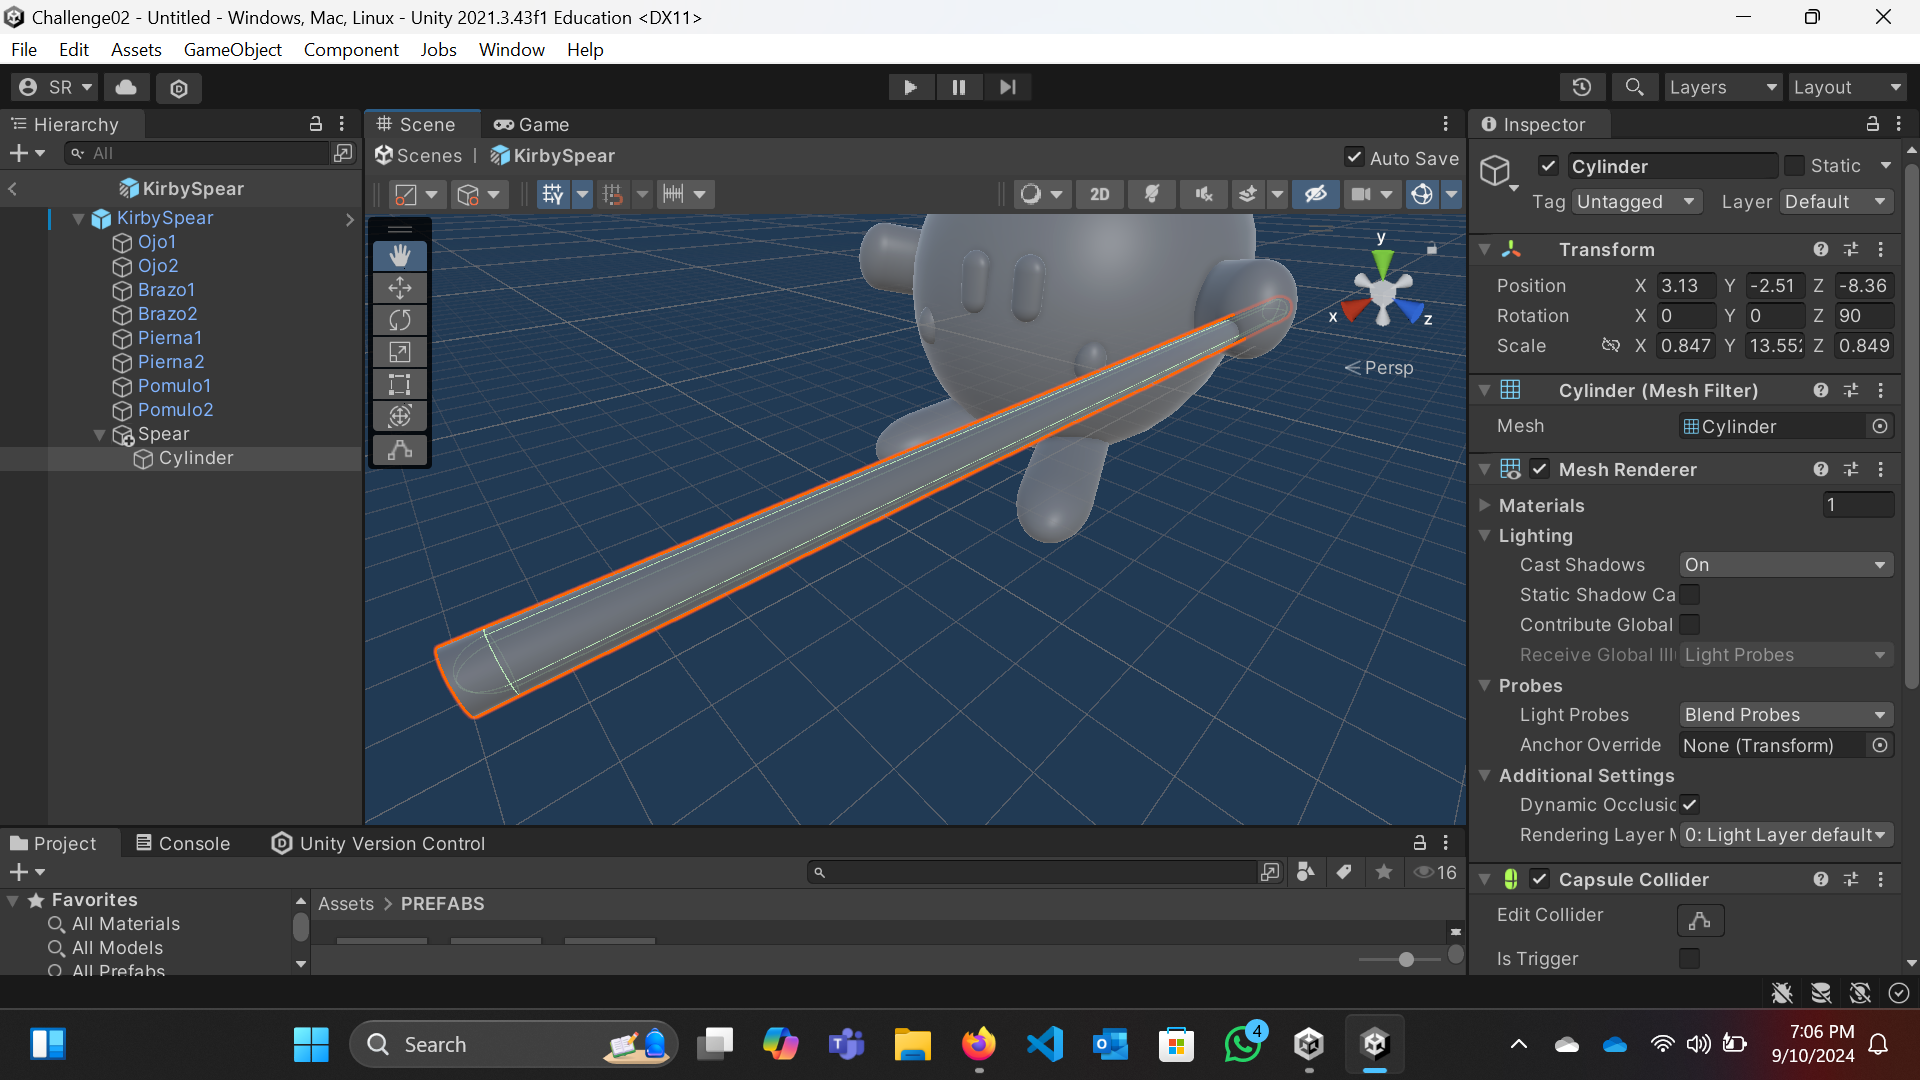 Challenge02 - Untitled - Windows, Mac, Linux - Unity 2021.3.43f1 Education <DX11>
File Edit Assets GameObject Component Jobs Window Help
SR
Layers
Layout
Hierarchy
All
KirbySpear
KirbySpear
Ojo1
Ojo2
Brazo1
Brazo2
Pierna1
Pierna2
Pomulo1
Pomulo2
Spear
Cylinder
Scene
Game
Scenes | KirbySpear
Auto Save
2D
y
x
z
Persp
Inspector
Cylinder
Static
Tag Untagged Layer Default
Transform
Position X 3.13 Y -2.51 Z -8.36
Rotation X 0 Y 0 Z 90
Scale X 0.847 Y 13.552 Z 0.849
Cylinder (Mesh Filter)
Mesh Cylinder
Mesh Renderer
Materials 1
Lighting
Cast Shadows On
Static Shadow Ca
Contribute Global
Receive Global Ill Light Probes
Probes
Light Probes Blend Probes
Anchor Override None (Transform)
Additional Settings
Dynamic Occlusic
Rendering Layer M 0: Light Layer default
Capsule Collider
Edit Collider
Is Trigger
Project
Console
Unity Version Control
16
Favorites
All Materials
All Models
All Prefabs
Assets > PREFABS
Search
4
7:06 PM
9/10/2024